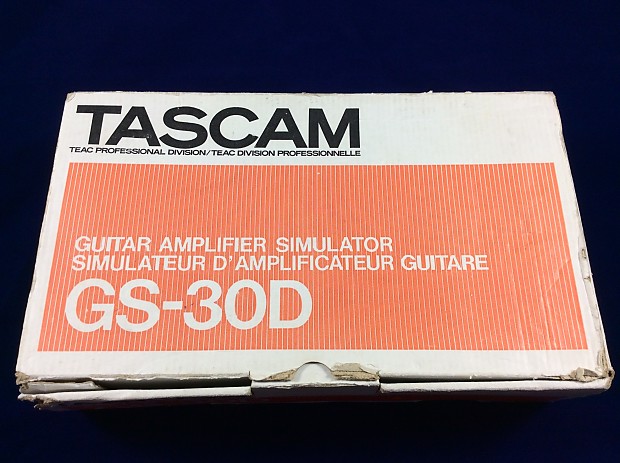 TASCAM
TEAC PROFESSIONAL DIVISION/TEAC DIVISION PROFESSIONNELLE
GUITAR AMPLIFIER SIMULATOR
SIMULATEUR D'AMPLIFICATEUR GUITARE
GS-30D